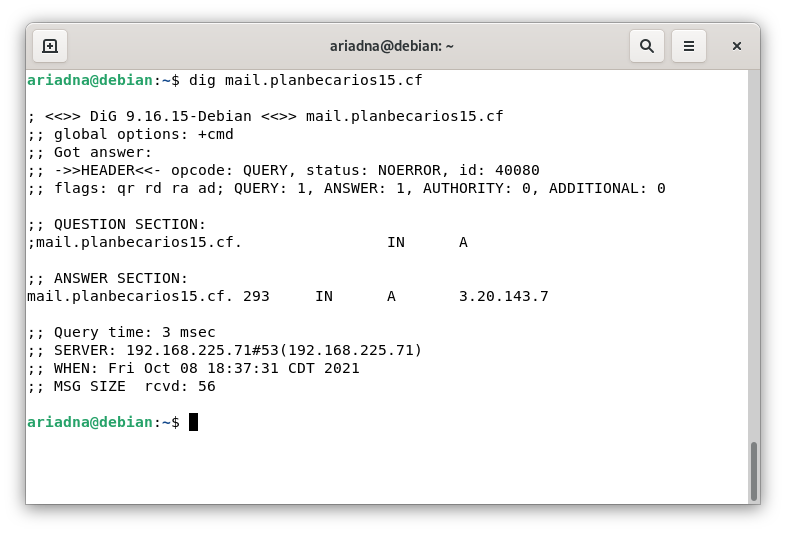 ariadna@debian: ~
ariadna@debian:~$ dig mail.planbecarios15.cf
; <<>> DiG 9.16.15-Debian <<>> mail.planbecarios15.cf
;; global options: +cmd
;; Got answer:
;; ->>HEADER<<- opcode: QUERY, status: NOERROR, id: 40080
;; flags: qr rd ra ad; QUERY: 1, ANSWER: 1, AUTHORITY: 0, ADDITIONAL: 0
;; QUESTION SECTION:
;mail.planbecarios15.cf. IN A
;; ANSWER SECTION:
mail.planbecarios15.cf. 293 IN A 3.20.143.7
;; Query time: 3 msec
;; SERVER: 192.168.225.71#53(192.168.225.71)
;; WHEN: Fri Oct 08 18:37:31 CDT 2021
;; MSG SIZE  rcvd: 56
ariadna@debian:~$